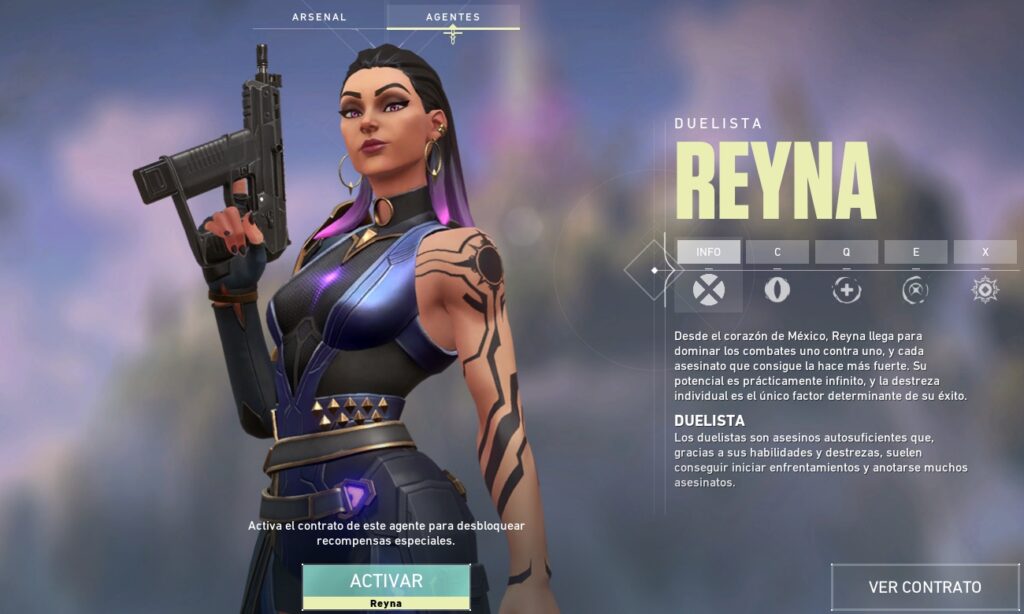 ARSENAL
AGENTES
DUELISTA
REYNA
INFO
C
Q
E
X
Desde el corazón de México, Reyna llega para
dominar los combates uno contra uno, y cada
asesinato que consigue la hace más fuerte. Su
potencial es prácticamente infinito, y la destreza
individual es el único factor determinante de su éxito.
DUELISTA
Los duelistas son asesinos autosuficientes que,
gracias a sus habilidades y destrezas, suelen
conseguir iniciar enfrentamientos y anotarse muchos
asesinatos.
Activa el contrato de este agente para desbloquear
recompensas especiales.
ACTIVAR
Reyna
VER CONTRATO